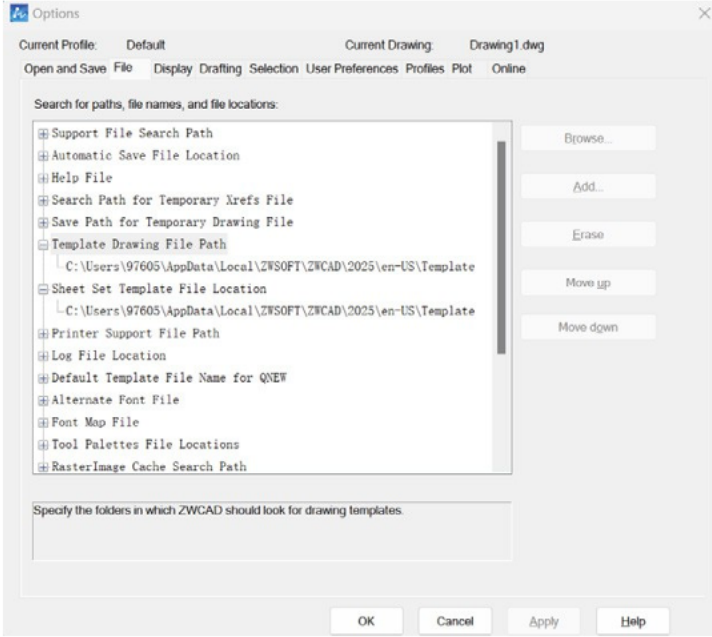 Options
Current Profile: Default Current Drawing: Drawing1.dwg
Open and Save File Display Drafting Selection User Preferences Profiles Plot Online
Search for paths, file names, and file locations:
Support File Search Path
Automatic Save File Location
Help File
Search Path for Temporary Xrefs File
Save Path for Temporary Drawing File
Template Drawing File Path
C:\Users\97605\AppData\Local\ZWSOFT\ZWCAD\2025\en-US\Template
Sheet Set Template File Location
C:\Users\97605\AppData\Local\ZWSOFT\ZWCAD\2025\en-US\Template
Printer Support File Path
Log File Location
Default Template File Name for QNEW
Alternate Font File
Font Map File
Tool Palettes File Locations
RasterImage Cache Search Path
Browse...
Add...
Erase
Move up
Move down
Specify the folders in which ZWCAD should look for drawing templates.
OK Cancel Apply Help